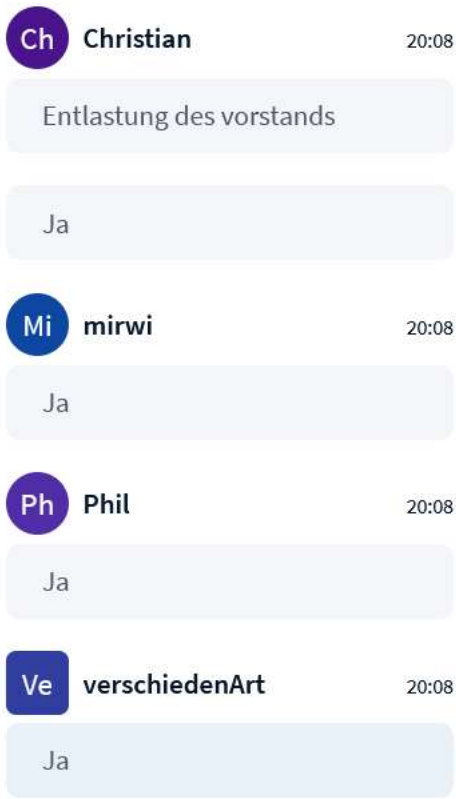 Ch Christian 20:08
Entlastung des vorstands
Ja
Mi mirwi 20:08
Ja
Ph Phil 20:08
Ja
Ve verschiedenArt 20:08
Ja